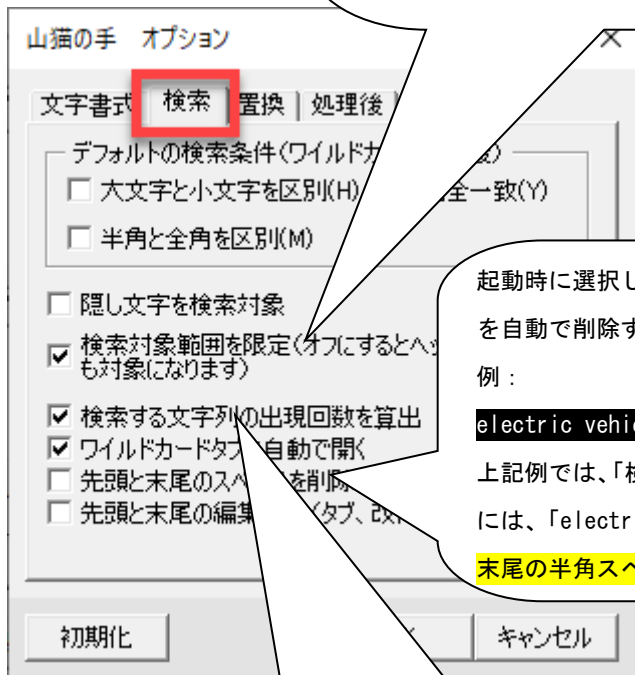 山猫の手 オプション
文字書式 検索 置換 処理後
デフォルトの検索条件(ワイルドカ
大文字と小文字を区別(H) 全一致(Y)
半角と全角を区別(M)
隠し文字を検索対象
検索対象範囲を限定(オフにするとヘッ
も対象になります)
検索する文字列の出現回数を算出
ワイルドカードタブ 自動で開く
先頭と末尾のスペ を削除
先頭と末尾の編集 (タブ、改
初期化 キャンセル
起動時に選択し
を自動で削除す
例:
electric vehic
上記例では、「検
には、「electri
末尾の半角スペ